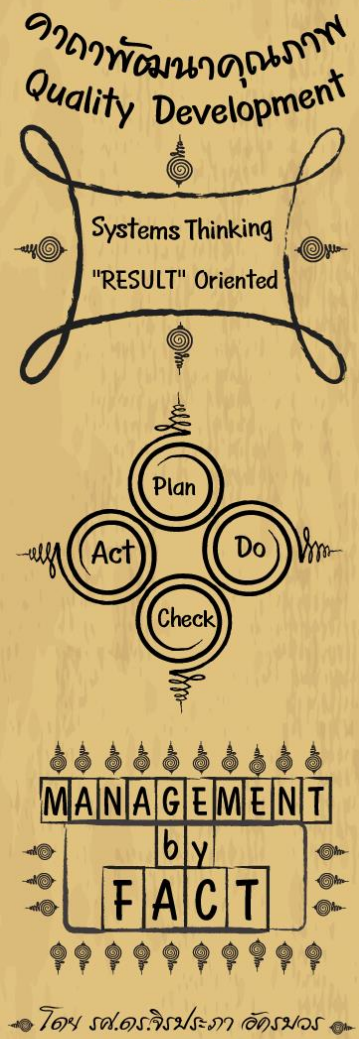 คาถาพัฒนาคุณภาพ
Quality Development
Systems Thinking
"RESULT" Oriented
Plan
Act
Do
Check
MANAGEMENT
by
FACT
โดย รศ.ดร.จิรประภา อัครบวร